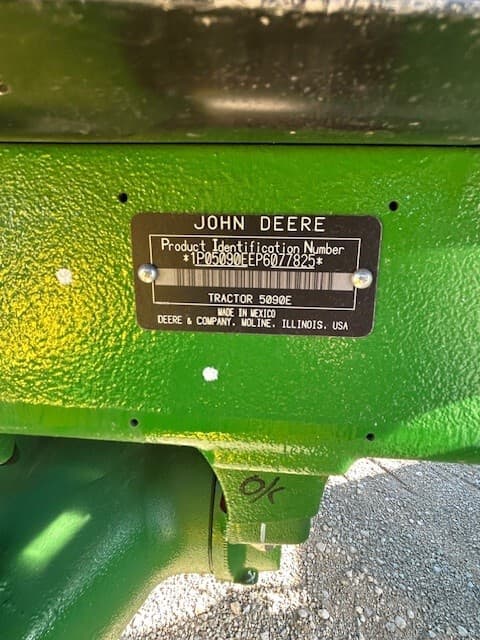 JOHN DEERE
Product Identification Number
*1P05090EEP6077825*
TRACTOR 5090E
MADE IN MEXICO
DEERE & COMPANY, MOLINE, ILLINOIS, USA
OK